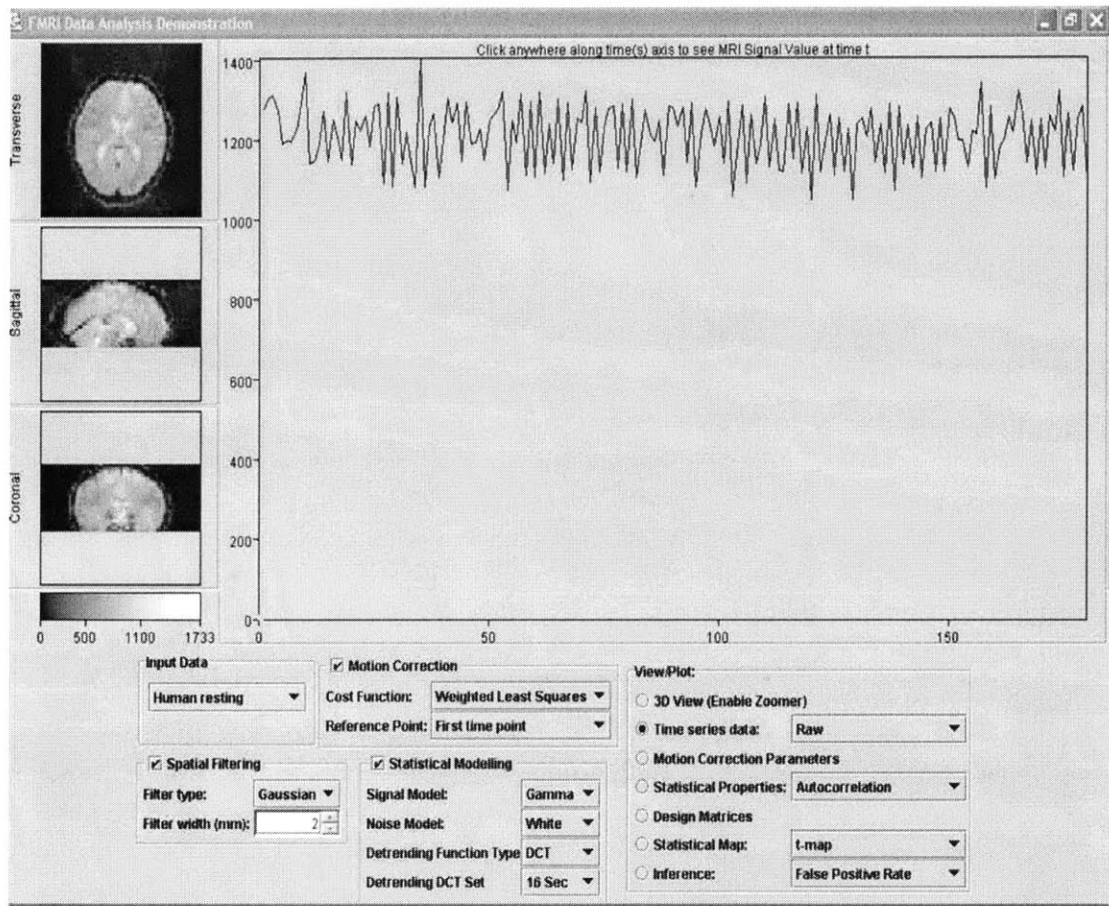 FMRI Data Analysis Demonstration
Click anywhere along time(s) axis to see MRI Signal Value at time t
Transverse
Sagittal
Coronal
1400
1200
1000
800
600
400
200
0
0 50 100 150
0 500 1100 1733
Input Data
Human resting
Motion Correction
Cost Function: Weighted Least Squares
Reference Point: First time point
Spatial Filtering
Filter type: Gaussian
Filter width (mm): 2
Statistical Modelling
Signal Model: Gamma
Noise Model: White
Detrending Function Type DCT
Detrending DCT Set 16 Sec
View/Plot:
3D View (Enable Zoomer)
Time series data: Raw
Motion Correction Parameters
Statistical Properties: Autocorrelation
Design Matrices
Statistical Map: t-map
Inference: False Positive Rate